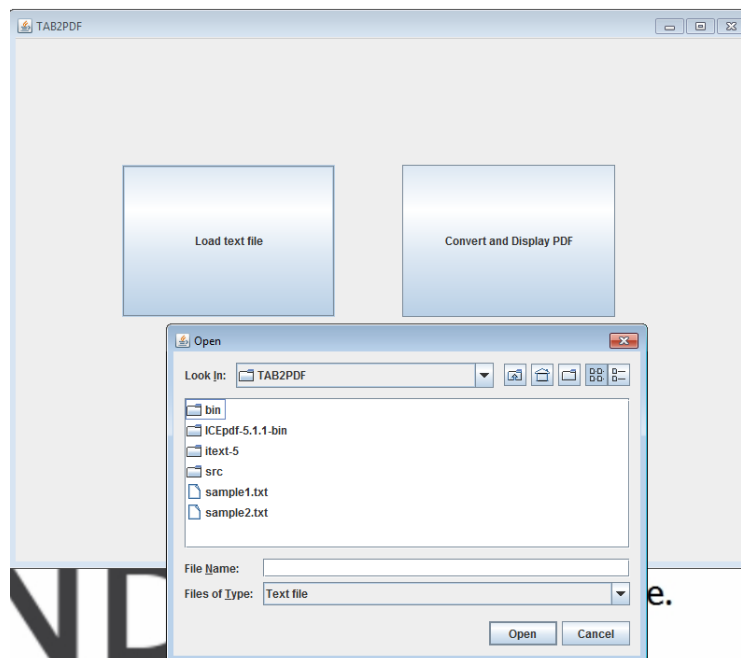 TAB2PDF
Load text file
Convert and Display PDF
Open
Look In: TAB2PDF
bin
ICEpdf-5.1.1-bin
itext-5
src
sample1.txt
sample2.txt
File Name:
Files of Type: Text file
Open Cancel
ND
e.